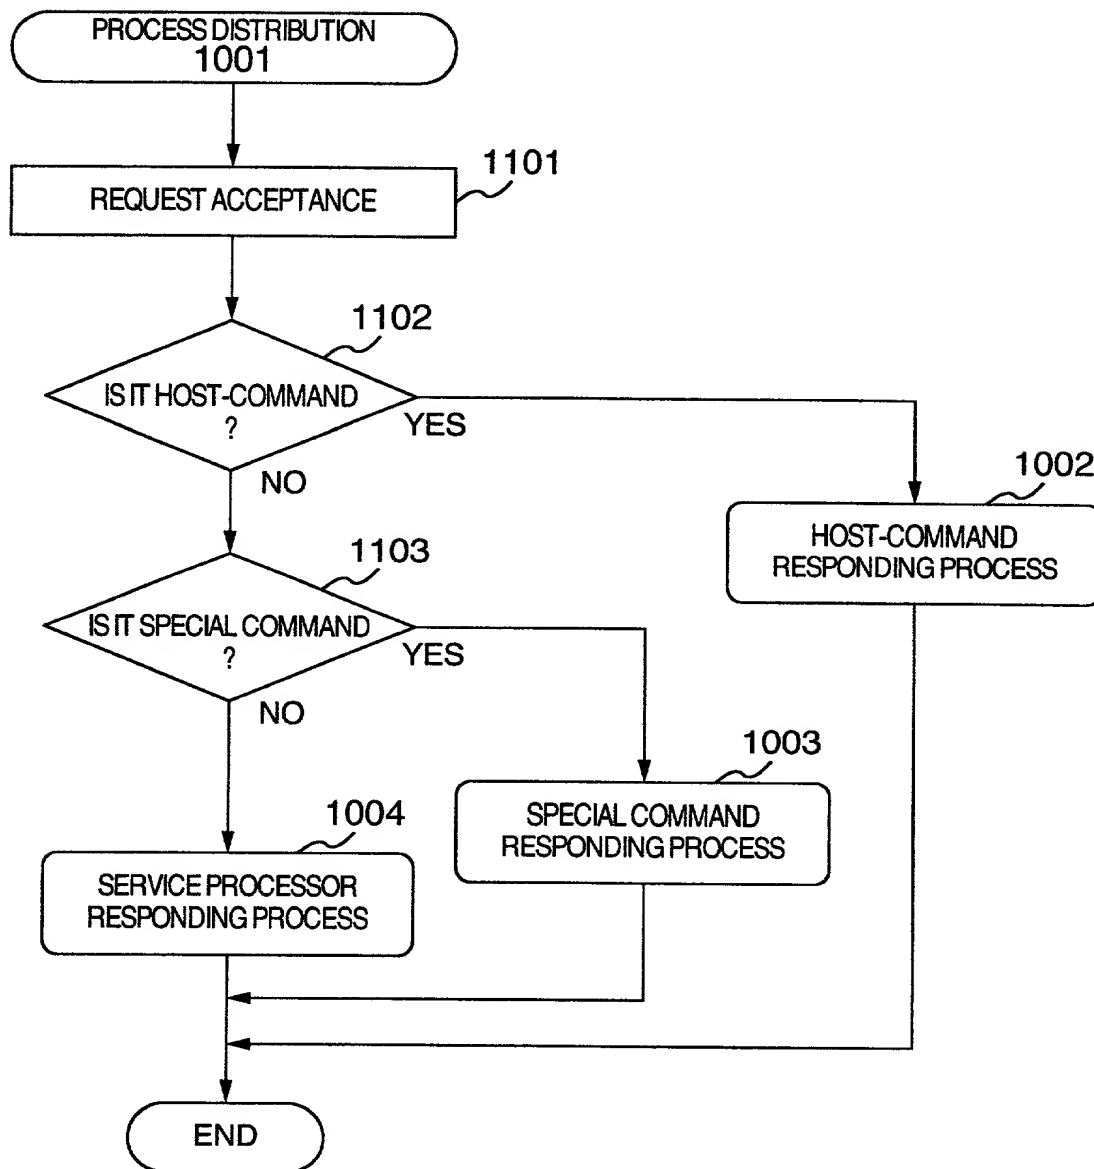 PROCESS DISTRIBUTION
1001
1101
REQUEST ACCEPTANCE
1102
IS IT HOST-COMMAND
?
YES
NO
1002
HOST-COMMAND
RESPONDING PROCESS
1103
IS IT SPECIAL COMMAND
?
YES
NO
1003
SPECIAL COMMAND
RESPONDING PROCESS
1004
SERVICE PROCESSOR
RESPONDING PROCESS
END